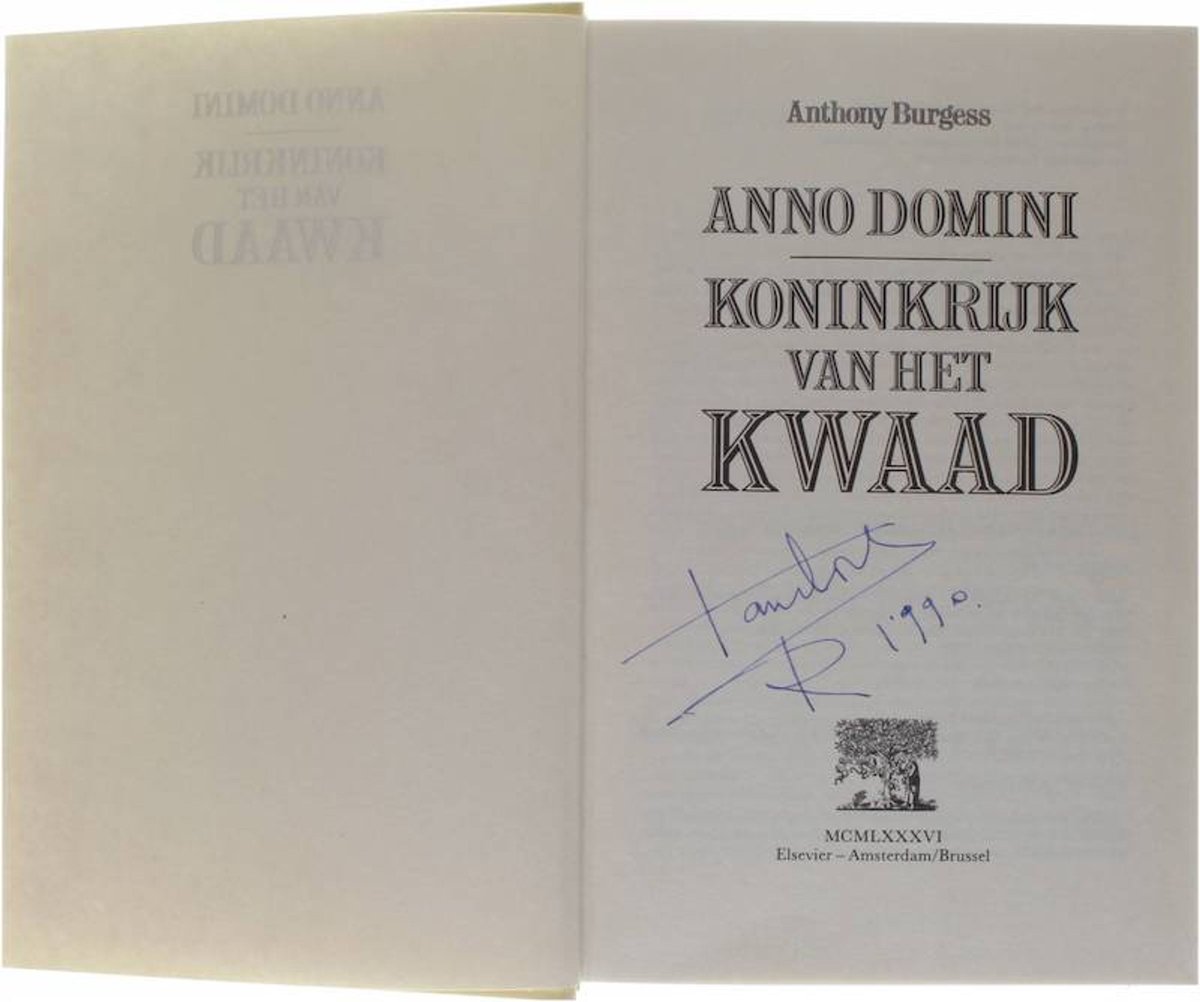 Anthony Burgess
ANNO DOMINI
KONINKRIJK
VAN HET
KWAAD
R 1990.
MCMLXXXVI
Elsevier – Amsterdam/Brussel